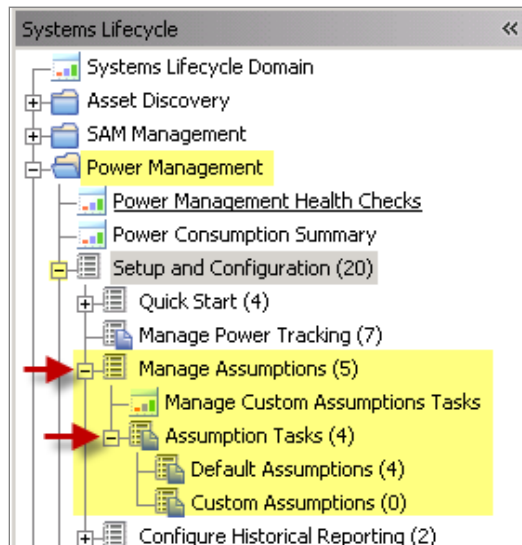 Systems Lifecycle
Systems Lifecycle Domain
Asset Discovery
SAM Management
Power Management
Power Management Health Checks
Power Consumption Summary
Setup and Configuration (20)
Quick Start (4)
Manage Power Tracking (7)
Manage Assumptions (5)
Manage Custom Assumptions Tasks
Assumption Tasks (4)
Default Assumptions (4)
Custom Assumptions (0)
Configure Historical Reporting (2)